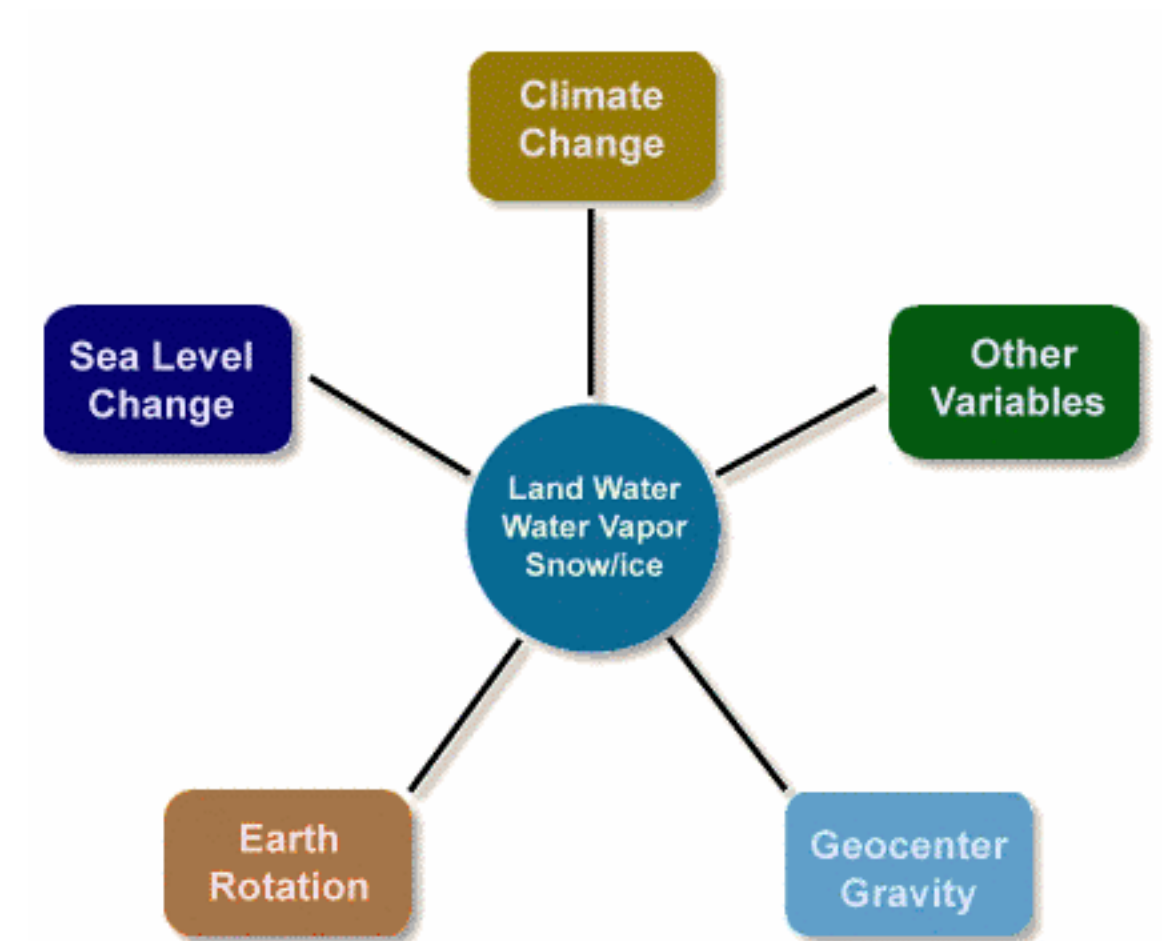 Climate
Change
Sea Level
Change
Other
Variables
Land Water
Water Vapor
Snow/ice
Earth
Rotation
Geocenter
Gravity